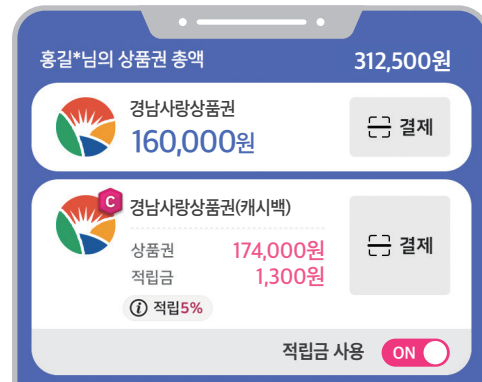 홍길*님의 상품권 총액 312,500원
경남사랑상품권
160,000원
결제
C
경남사랑상품권(캐시백)
상품권 174,000원
적립금 1,300원
결제
i 적립5%
적립금 사용 ON